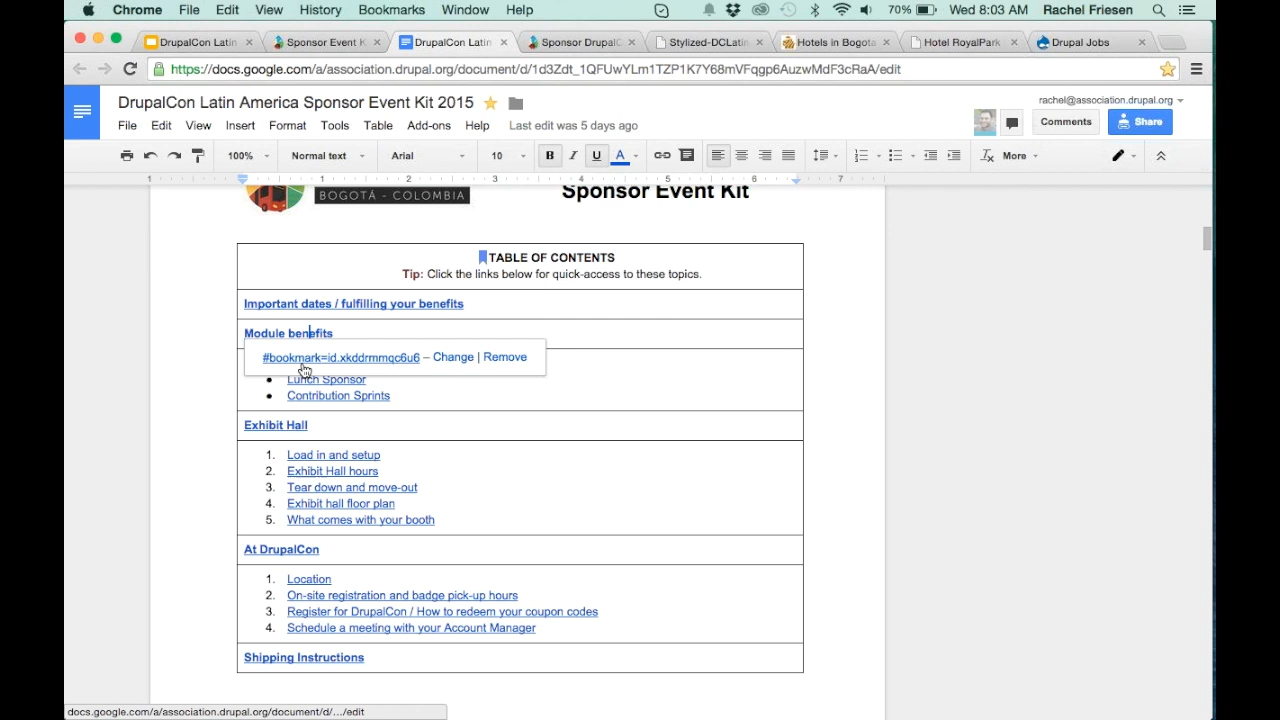 Chrome File Edit View History Bookmarks Window Help 70% Wed 8:03 AM Rachel Friesen
DrupalCon Latin Sponsor Event K DrupalCon Latin Sponsor DrupalC Stylized-DCLatin Hotels in Bogota Hotel RoyalPark Drupal Jobs
https://docs.google.com/a/association.drupal.org/document/d/1d3Zdt_1QFUwYLm1TZP1K7Y68mVFqgp6AuzwMdF3cRaA/edit
DrupalCon Latin America Sponsor Event Kit 2015
rachel@association.drupal.org
File Edit View Insert Format Tools Table Add-ons Help Last edit was 5 days ago
Comments Share
100% Normal text Arial 10 B I U A More
1 1 2 3 4 5 6 7
BOGOTÁ - COLOMBIA Sponsor Event Kit
TABLE OF CONTENTS
Tip: Click the links below for quick-access to these topics.
Important dates / fulfilling your benefits
Module benefits
#bookmark=id.xkddrmmqc6u6 – Change | Remove
Lunch Sponsor
Contribution Sprints
Exhibit Hall
1. Load in and setup
2. Exhibit Hall hours
3. Tear down and move-out
4. Exhibit hall floor plan
5. What comes with your booth
At DrupalCon
1. Location
2. On-site registration and badge pick-up hours
3. Register for DrupalCon / How to redeem your coupon codes
4. Schedule a meeting with your Account Manager
Shipping Instructions
docs.google.com/a/association.drupal.org/document/d/.../edit